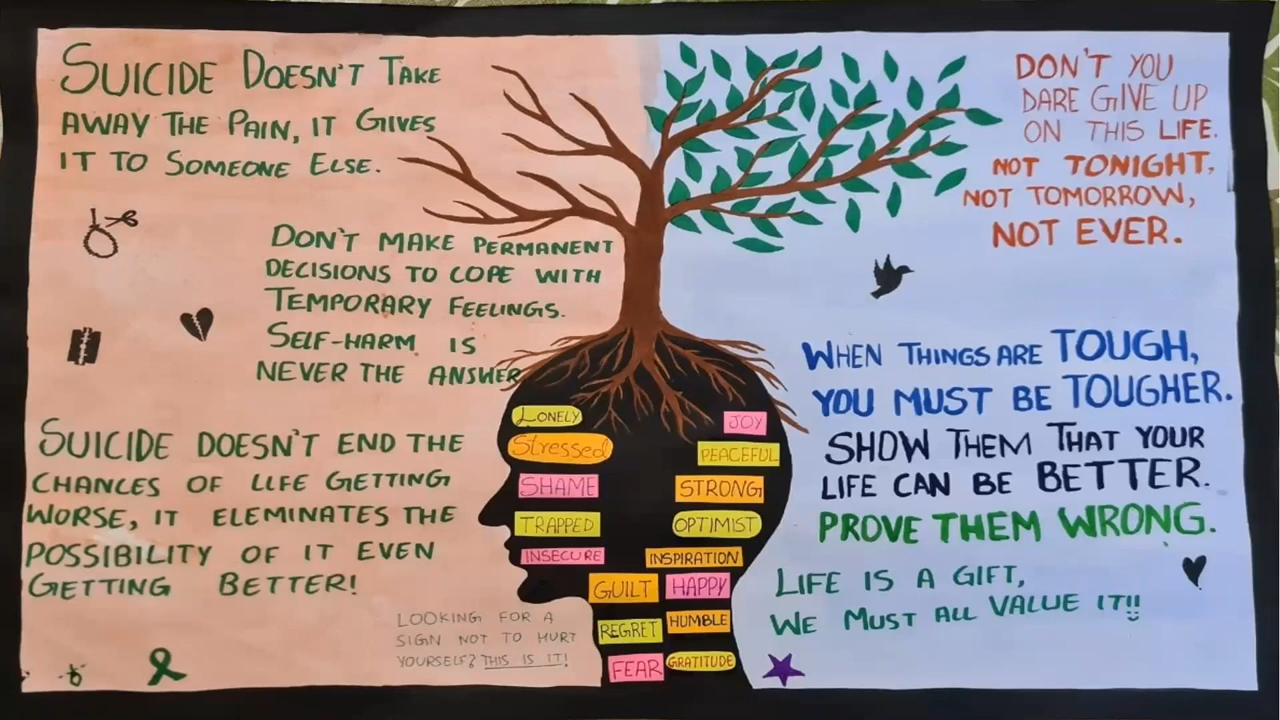 SUICIDE DOESN'T TAKE
AWAY THE PAIN, IT GIVES
IT TO SOMEONE ELSE.
DON'T MAKE PERMANENT
DECISIONS TO COPE WITH
TEMPORARY FEELINGS.
SELF-HARM IS
NEVER THE ANSWER
SUICIDE DOESN'T END THE
CHANCES OF LIFE GETTING
WORSE, IT ELEMINATES THE
POSSIBILITY OF IT EVEN
GETTING BETTER!
LOOKING FOR A
SIGN NOT TO HURT
YOURSELF? THIS IS IT!
LONELY
Stressed
SHAME
TRAPPED
INSECURE
GUILT
REGRET
FEAR
JOY
PEACEFUL
STRONG
OPTIMIST
INSPIRATION
HAPPY
HUMBLE
GRATITUDE
DON'T YOU
DARE GIVE UP
ON THIS LIFE.
NOT TONIGHT,
NOT TOMORROW,
NOT EVER.
WHEN THINGS ARE TOUGH,
YOU MUST BE TOUGHER.
SHOW THEM THAT YOUR
LIFE CAN BE BETTER.
PROVE THEM WRONG.
LIFE IS A GIFT,
WE MUST ALL VALUE IT!!